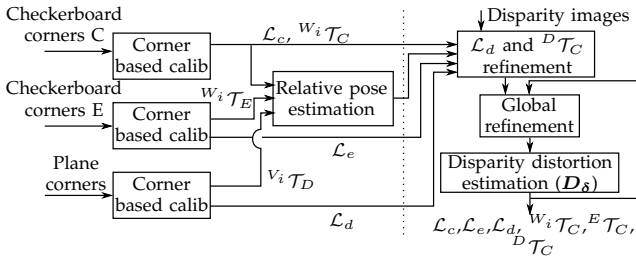 Checkerboard
corners C
Corner
based calib
Checkerboard
corners E
Corner
based calib
Plane
corners
Corner
based calib
ℒ_c, ^{W_i}𝒯_C
^{W_i}𝒯_E
Relative pose
estimation
ℒ_e
^{V_i}𝒯_D
ℒ_d
Disparity images
ℒ_d and ^D𝒯_C
refinement
Global
refinement
Disparity distortion
estimation (D_δ)
ℒ_c,ℒ_e,ℒ_d, ^{W_i}𝒯_C, ^E𝒯_C,
^D𝒯_C